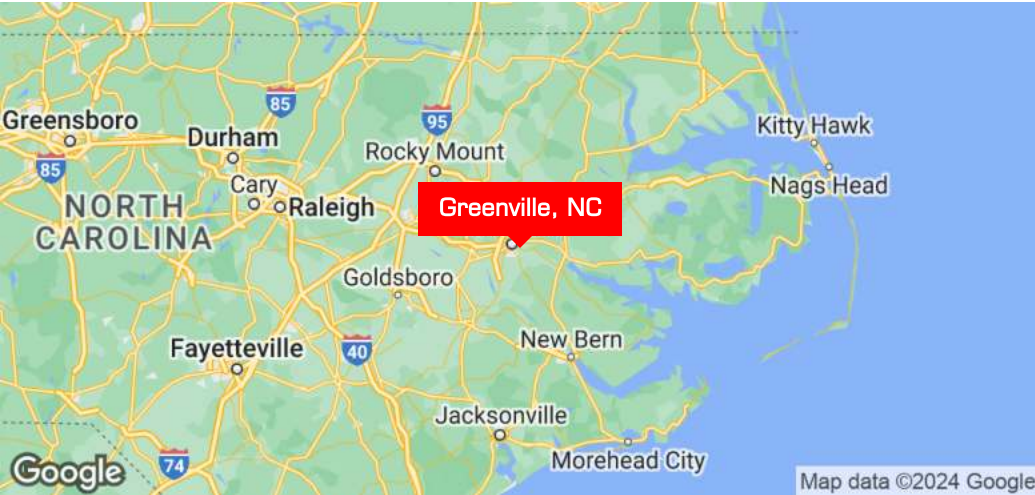 85
95
Greensboro
Kitty Hawk
Durham
Rocky Mount
85
Cary
Nags Head
NORTH
CAROLINA
Raleigh
Greenville, NC
Goldsboro
New Bern
Fayetteville
40
Jacksonville
Morehead City
74
Google
Map data ©2024 Google